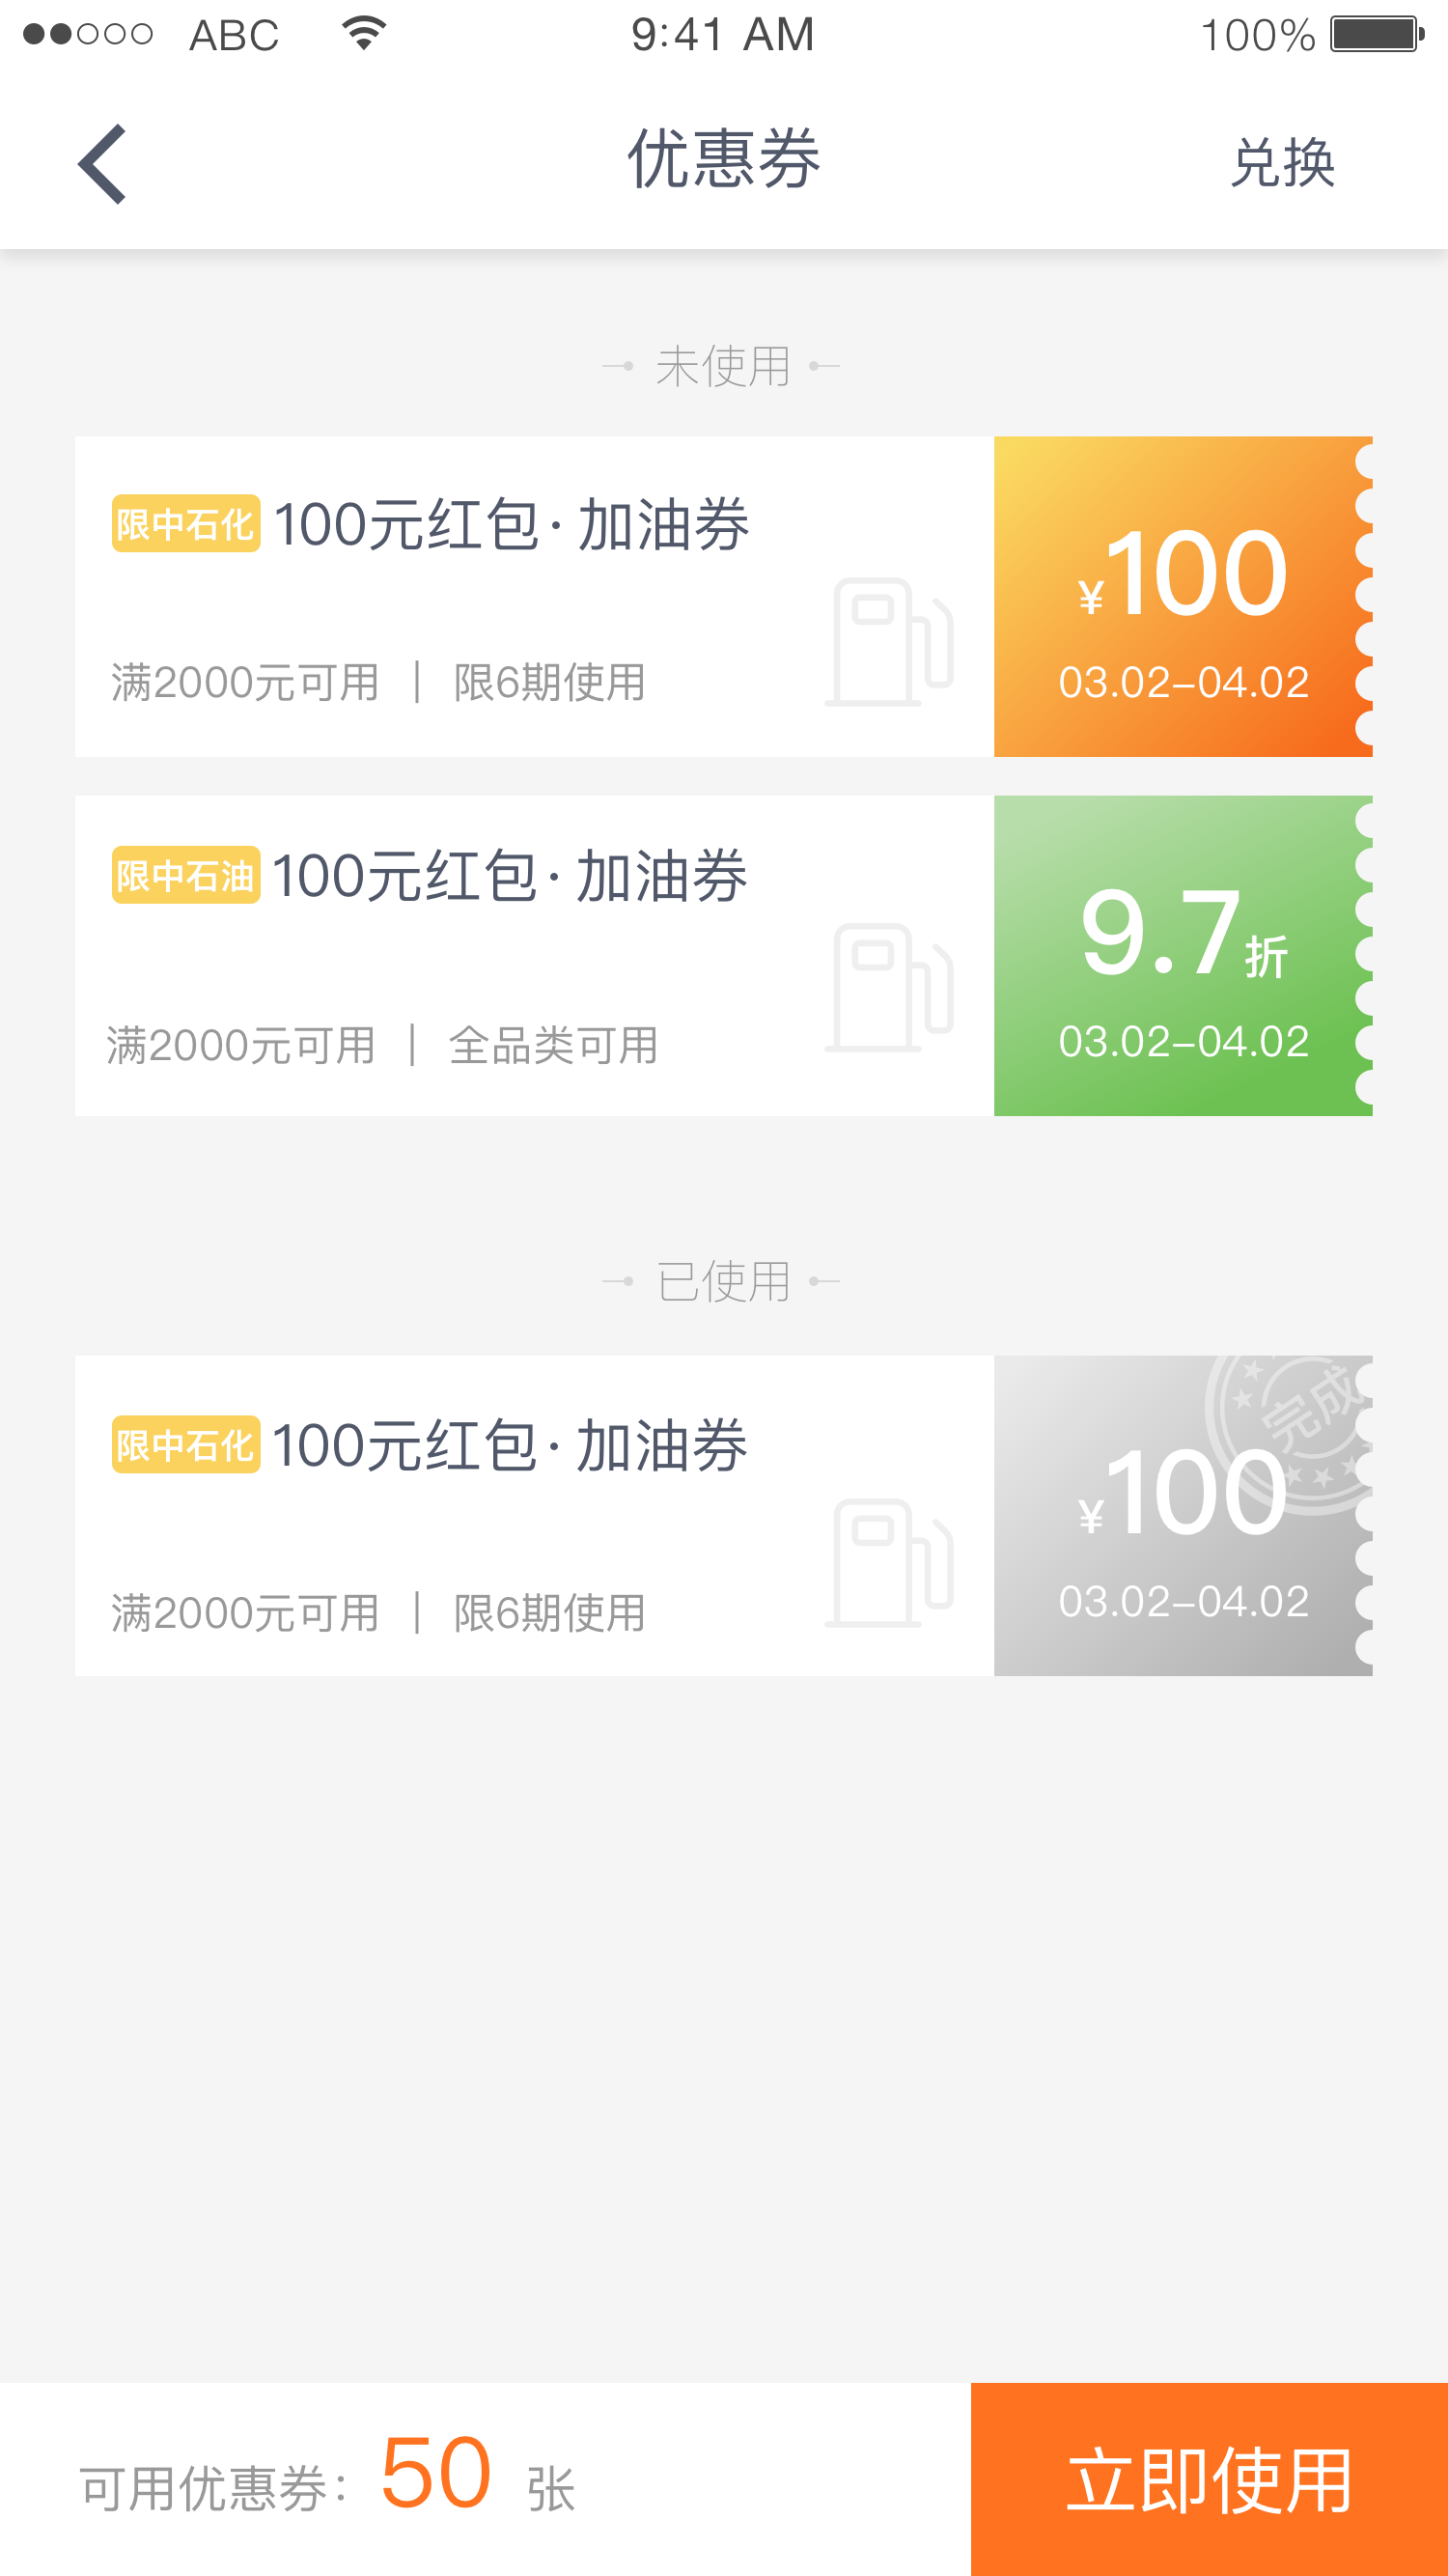 ABC 9:41 AM 100%
优惠券 兑换
未使用
限中石化 100元红包· 加油券
¥100
满2000元可用 | 限6期使用
03.02-04.02
限中石油 100元红包· 加油券
9.7折
满2000元可用 | 全品类可用
03.02-04.02
已使用
完成
限中石化 100元红包· 加油券
¥100
满2000元可用 | 限6期使用
03.02-04.02
可用优惠券: 50 张
立即使用